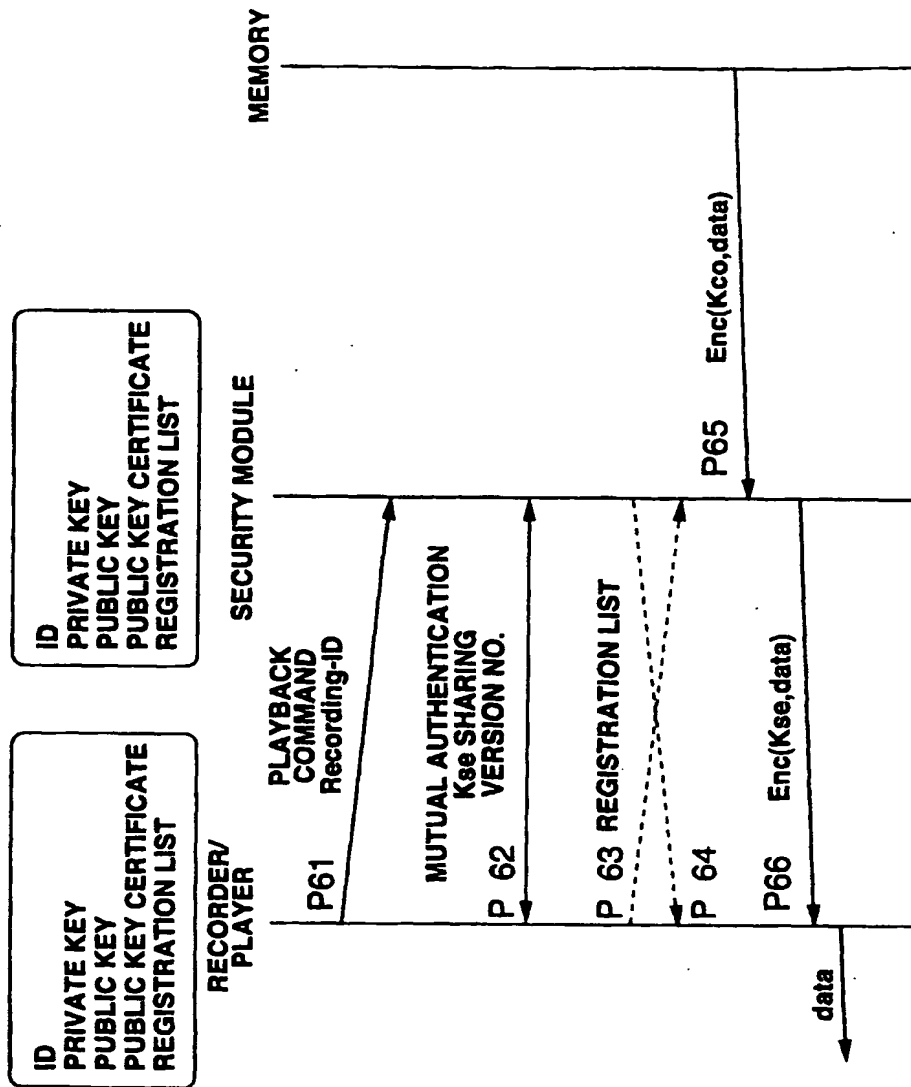 ID
PRIVATE KEY
PUBLIC KEY
PUBLIC KEY CERTIFICATE
REGISTRATION LIST
RECORDER/
PLAYER
ID
PRIVATE KEY
PUBLIC KEY
PUBLIC KEY CERTIFICATE
REGISTRATION LIST
SECURITY MODULE
MEMORY
P61
PLAYBACK
COMMAND
Recording-ID
P 62
MUTUAL AUTHENTICATION
Kse SHARING
VERSION NO.
P 63 REGISTRATION LIST
P 64
P65
Enc(Kco,data)
P66
Enc(Kse,data)
data